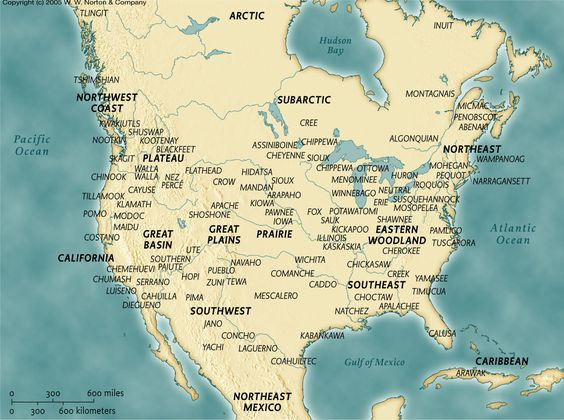 Copyright (c) 2005 W. W. Norton & Company
TLINGIT
ARCTIC
INUIT
Hudson
Bay
TSHIMSHIAN
NORTHWEST
COAST
SUBARCTIC
MONTAGNAIS
MICMAC
PENOBSCOT
ABENAKI
KWAKIUTLS
CREE
Pacific
Ocean
NOOTKA
SHUSWAP
KOOTENAY
BLACKFEET
ASSINIBOINE
CHIPPEWA
ALGONQUIAN
NORTHEAST
SKAGIT
PLATEAU
CHEYENNE
SIOUX
WAMPANOAG
WALLA
WALLA
CHINOOK
NEZ
PERCE
FLATHEAD
HIDATSA
CHIPPEWA
OTTOWA
HURON
MOHEGAN
PEQUOT
NARRAGANSETT
CAYUSE
CROW
SIOUX
MENOMINEE
NEUTRAL
IROQUOIS
TILLAMOOK
MANDAN
ARAPAHO
WINNEBAGO
ERIE
SUSQUEHANNOCK
KLAMATH
APACHE
KIOWA
MOSOPELEA
POMO
MODOC
SHOSHONE
PAWNEE
IOWA
FOX
SAUK
POTAWATOMI
SHAWNEE
MAIDU
KICKAPOO
EASTERN
WOODLAND
PAMLICO
Atlantic
Ocean
COSTANO
GREAT
BASIN
GREAT
PLAINS
PRAIRIE
ILLINOIS
KASKASKIA
TUSCARORA
UTE
CHEROKEE
CALIFORNIA
SOUTHERN
PAIUTE
NAVAHO
WICHITA
CHICKASAW
CHEMEHUEVI
HOPI
PUEBLO
COMANCHE
CREEK
YAMASEE
CHUMASH
SERRANO
ZUNI
TEWA
CADDO
SOUTHEAST
TIMUCUA
LUISENO
CAHUILLA
PIMA
MESCALERO
CHOCTAW
DIEGUENO
APALACHEE
SOUTHWEST
NATCHEZ
JANO
CONCHO
KABANKAWA
CALUSA
YACHI
LAGUERNO
COAHUILTEC
Gulf of Mexico
CARIBBEAN
ARAWAK
0 300 600 miles
0 300 600 kilometers
NORTHEAST
MEXICO